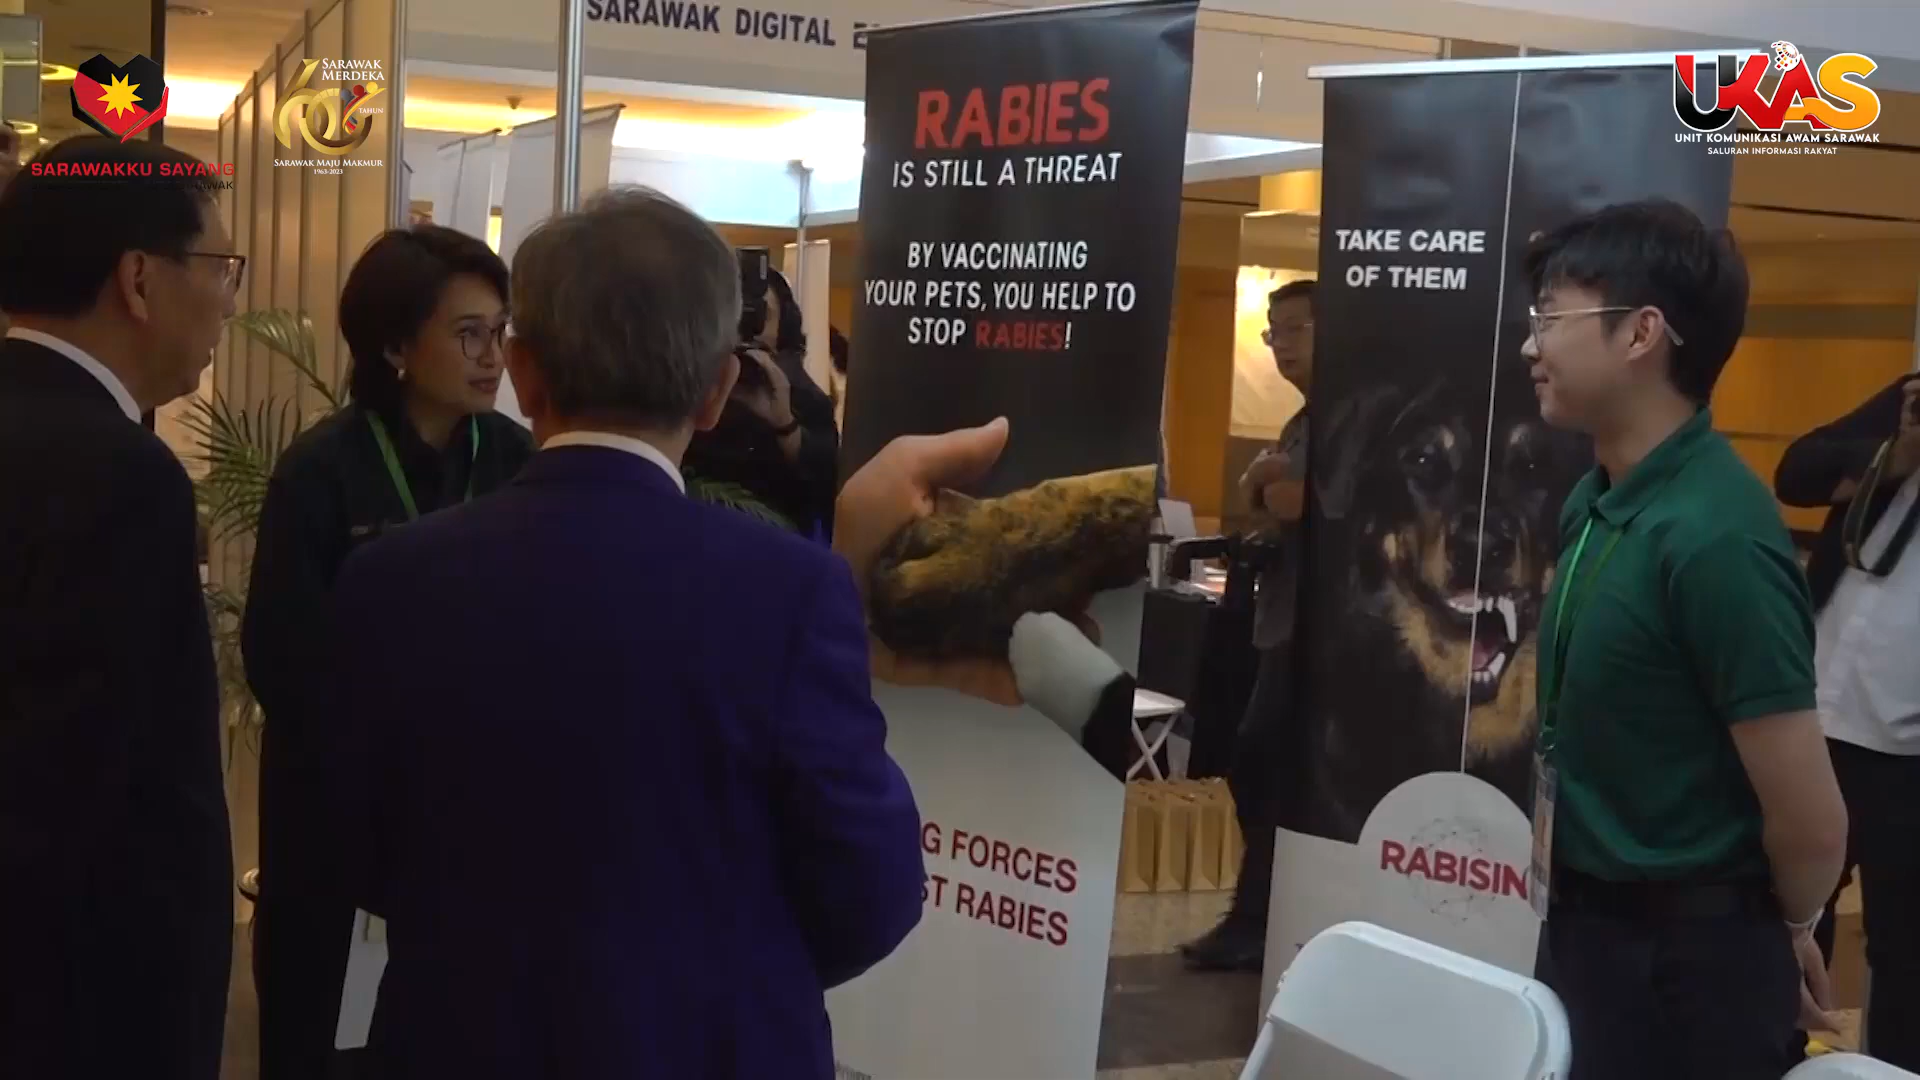 SARAWAK DIGITAL
SARAWAKKU SAYANG
SARAWAK
MERDEKA
60
TAHUN
SARAWAK MAJU MAKMUR
1963-2023
UKAS
UNIT KOMUNIKASI AWAM SARAWAK
SALURAN INFORMASI RAKYAT
RABIES
IS STILL A THREAT
BY VACCINATING
YOUR PETS, YOU HELP TO
STOP RABIES!
G FORCES
ST RABIES
TAKE CARE
OF THEM
RABISIN